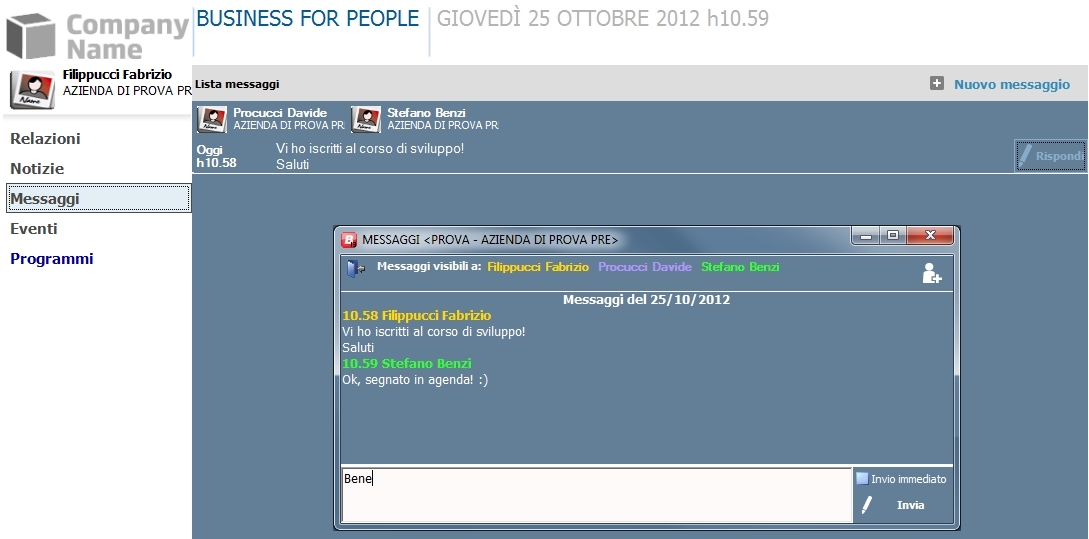 Company
Name
BUSINESS FOR PEOPLE
GIOVEDÌ 25 OTTOBRE 2012 h10.59
Name
Filippucci Fabrizio
AZIENDA DI PROVA PR
Lista messaggi
Nuovo messaggio
Relazioni
Notizie
Messaggi
Eventi
Programmi
Name
Procucci Davide
AZIENDA DI PROVA PR
Name
Stefano Benzi
AZIENDA DI PROVA PR
Oggi
h10.58
Vi ho iscritti al corso di sviluppo!
Saluti
Rispondi
MESSAGGI <PROVA - AZIENDA DI PROVA PRE>
Messaggi visibili a: Filippucci Fabrizio Procucci Davide Stefano Benzi
Messaggi del 25/10/2012
10.58 Filippucci Fabrizio
Vi ho iscritti al corso di sviluppo!
Saluti
10.59 Stefano Benzi
Ok, segnato in agenda! :)
Bene
Invio immediato
Invia